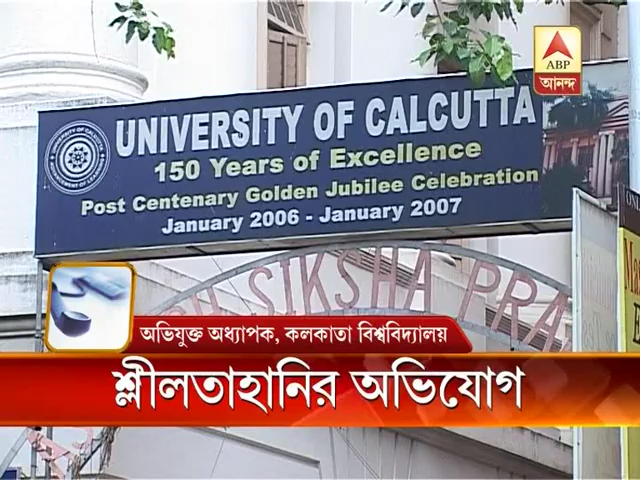 UNIVERSITY OF CALCUTTA
150 Years of Excellence
Post Centenary Golden Jubilee Celebration
January 2006 - January 2007
ABP
আনন্দ
SIKSHA PRA
অভিযুক্ত অধ্যাপক, কলকাতা বিশ্ববিদ্যালয়
শ্লীলতাহানির অভিযোগ